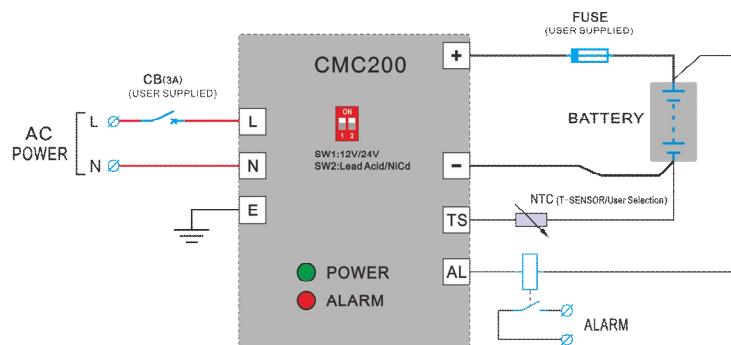 FUSE
(USER SUPPLIED)
+
CMC200
CB(3A)
(USER SUPPLIED)
L
L
ON
1 2
BATTERY
AC
POWER
SW1:12V/24V
SW2:Lead Acid/NiCd
N
N
−
NTC (T-SENSOR/User Selection)
E
TS
POWER
AL
ALARM
ALARM